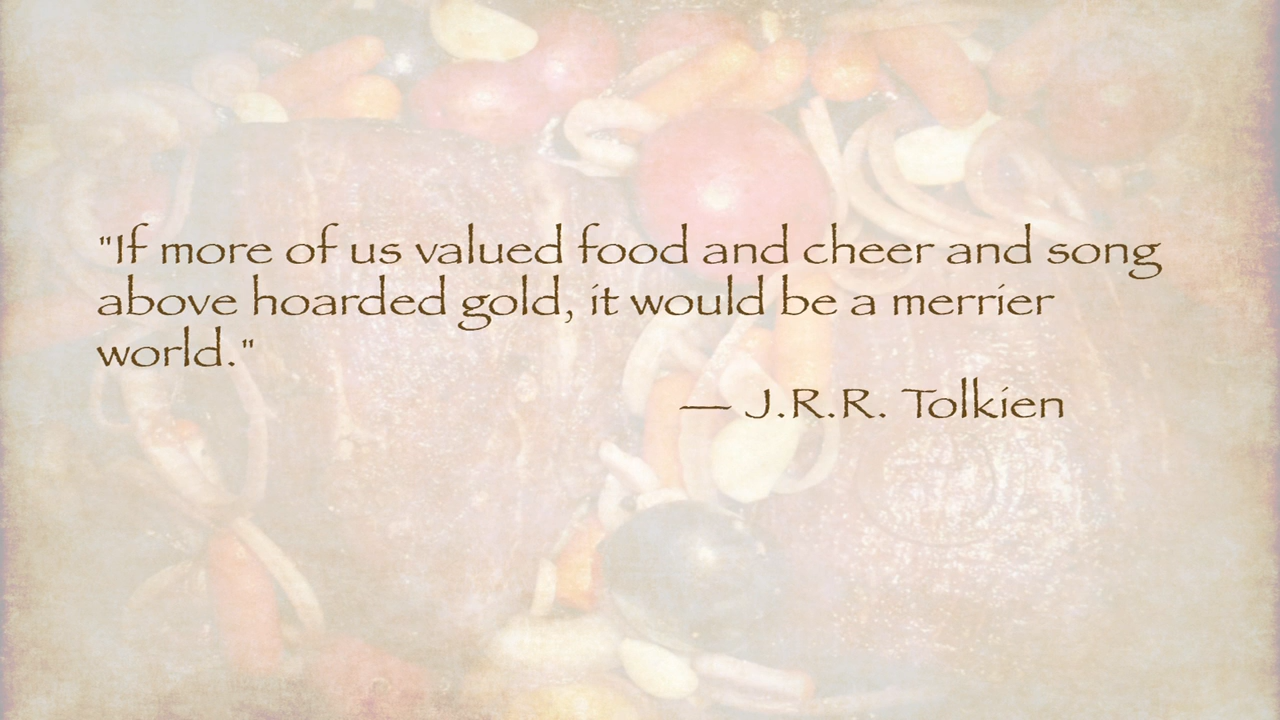 "If more of us valued food and cheer and song
above hoarded gold, it would be a merrier
world."
— J.R.R. Tolkien